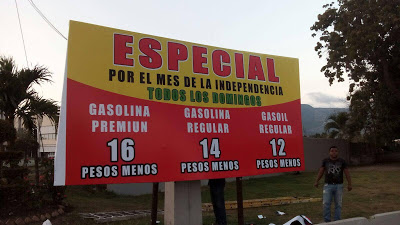 ESPECIAL
POR EL MES DE LA INDEPENDENCIA
TODOS LOS DOMINGOS
GASOLINA
PREMIUN
16
PESOS MENOS
GASOLINA
REGULAR
14
PESOS MENOS
GASOIL
REGULAR
12
PESOS MENOS